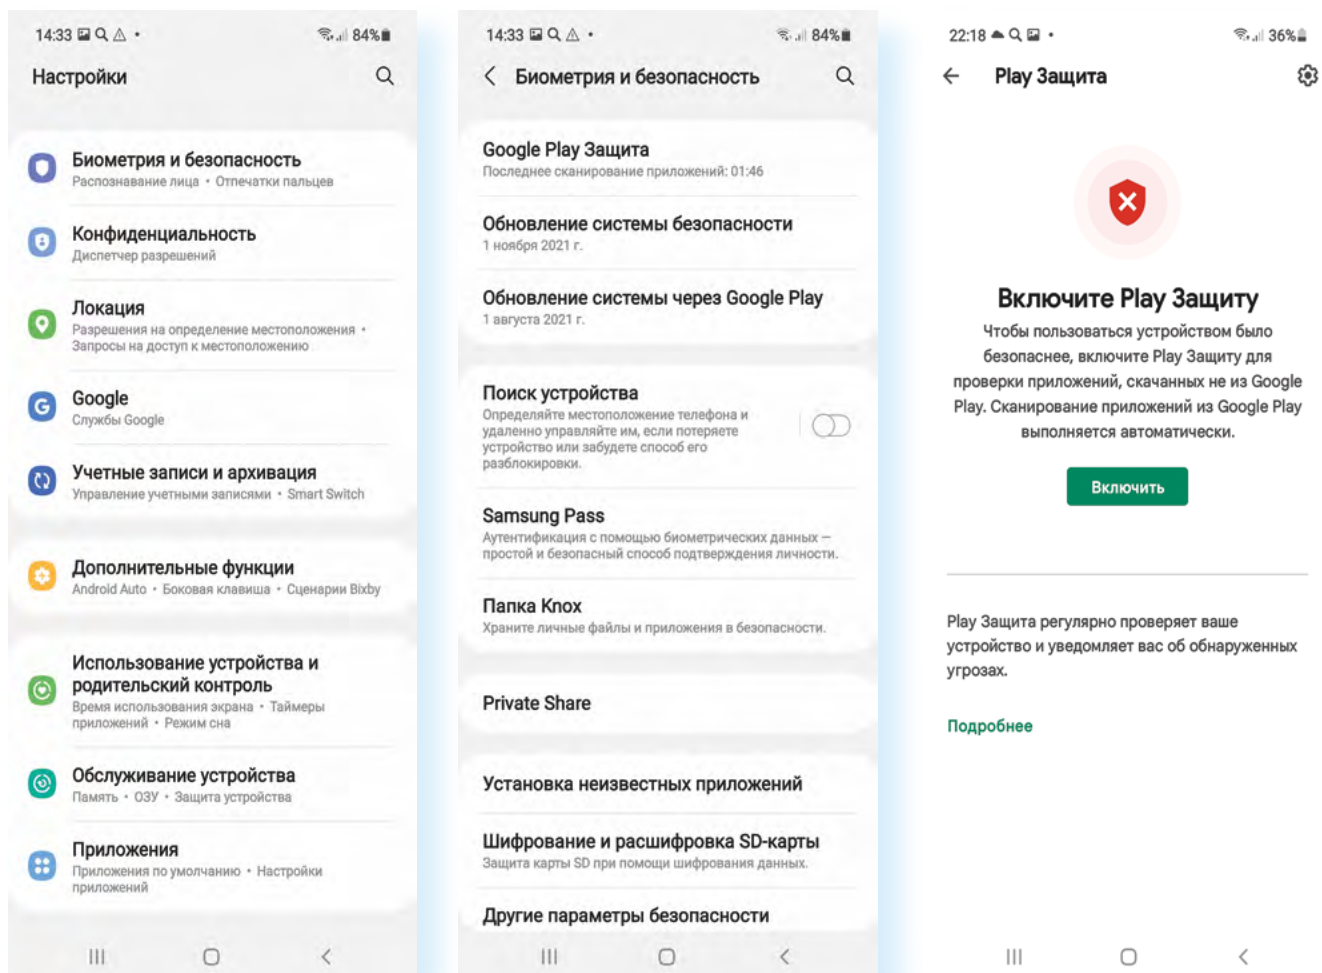 14:33
84%
Настройки
Биометрия и безопасность
Распознавание лица • Отпечатки пальцев
Конфиденциальность
Диспетчер разрешений
Локация
Разрешения на определение местоположения •
Запросы на доступ к местоположению
Google
Службы Google
Учетные записи и архивация
Управление учетными записями • Smart Switch
Дополнительные функции
Android Auto • Боковая клавиша • Сценарии Bixby
Использование устройства и
родительский контроль
Время использования экрана • Таймеры
приложений • Режим сна
Обслуживание устройства
Память • ОЗУ • Защита устройства
Приложения
Приложения по умолчанию • Настройки
приложений
14:33
84%
Биометрия и безопасность
Google Play Защита
Последнее сканирование приложений: 01:46
Обновление системы безопасности
1 ноября 2021 г.
Обновление системы через Google Play
1 августа 2021 г.
Поиск устройства
Определяйте местоположение телефона и
удаленно управляйте им, если потеряете
устройство или забудете способ его
разблокировки.
Samsung Pass
Аутентификация с помощью биометрических данных –
простой и безопасный способ подтверждения личности.
Папка Knox
Храните личные файлы и приложения в безопасности.
Private Share
Установка неизвестных приложений
Шифрование и расшифровка SD-карты
Защита карты SD при помощи шифрования данных.
Другие параметры безопасности
22:18
36%
Play Защита
Включите Play Защиту
Чтобы пользоваться устройством было
безопаснее, включите Play Защиту для
проверки приложений, скачанных не из Google
Play. Сканирование приложений из Google Play
выполняется автоматически.
Включить
Play Защита регулярно проверяет ваше
устройство и уведомляет вас об обнаруженных
угрозах.
Подробнее